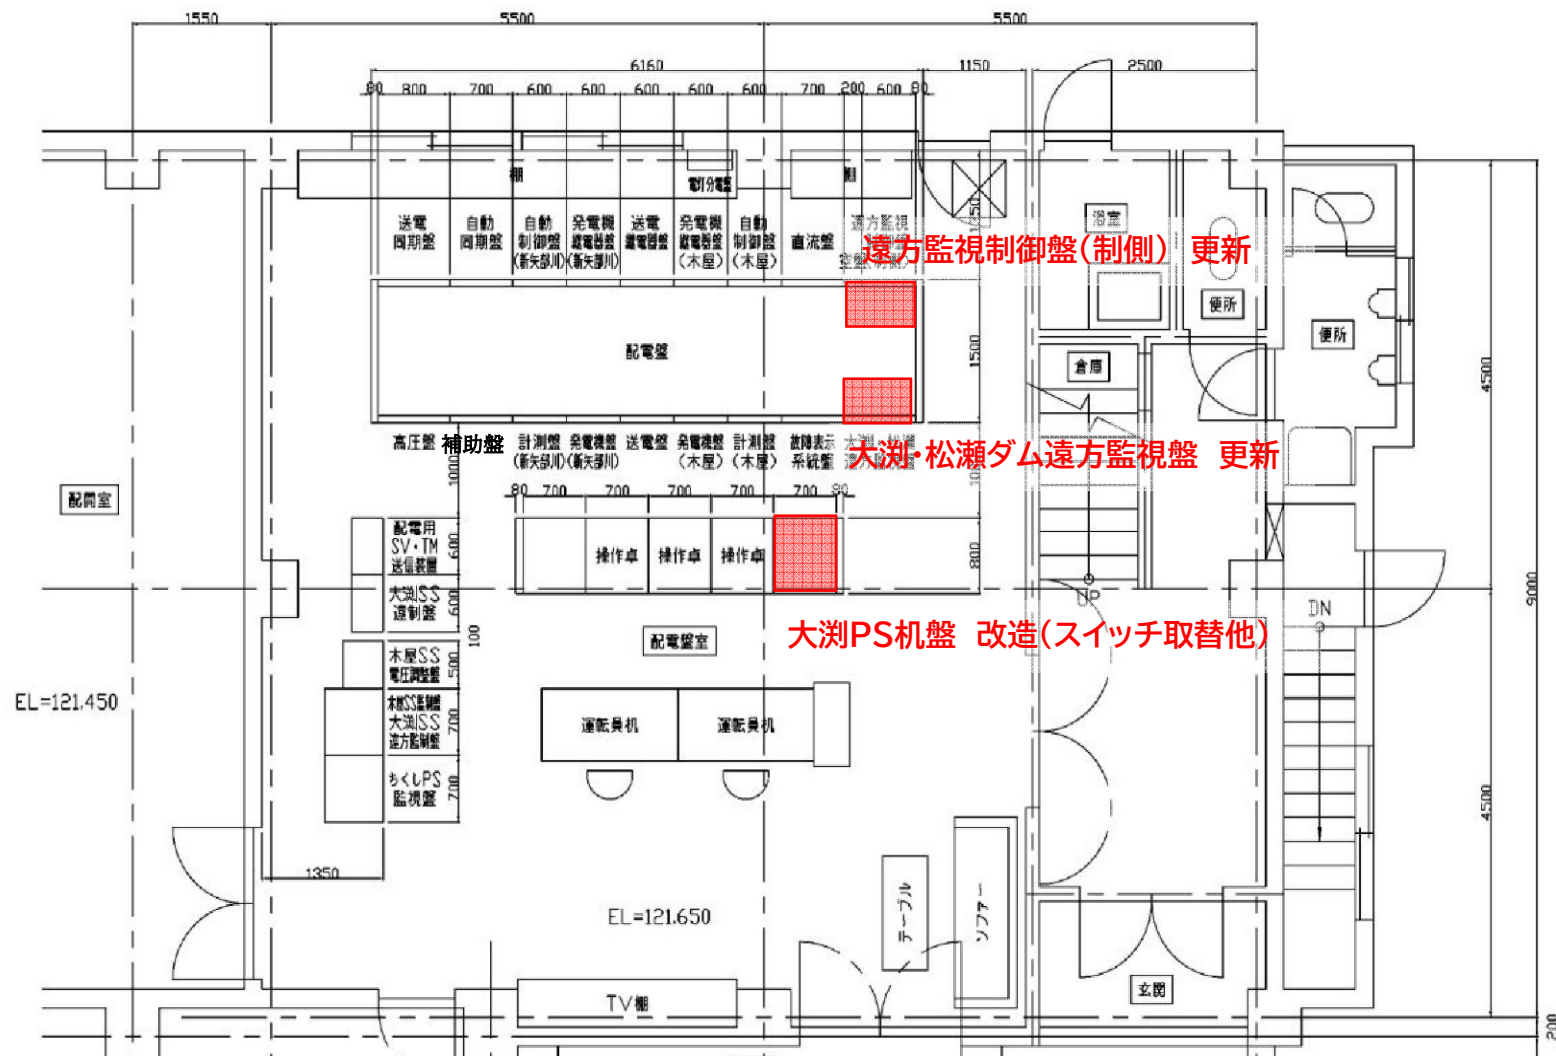 1550
5500
5500
6160
1150
2500
80 800 700 600 600 600 600 600 700 200 600 80
棚
電灯分電盤
棚
送電
同期盤
自動
同期盤
自動
制御盤
(新矢部川)
発電機
継電器盤
(新矢部川)
送電
継電器盤
発電機
継電器盤
(木屋)
自動
制御盤
(木屋)
直流盤
遠方監視制御盤(制側) 更新
浴室
便所
便所
倉庫
配電盤
1500
4500
高圧盤
補助盤
計測盤
(新矢部川)
発電機盤
(新矢部川)
送電盤
発電機盤
(木屋)
計測盤
(木屋)
故障表示
系統盤
大渕・松瀬ダム遠方監視盤 更新
1000
80 700 700 700 700 700 80
配開室
配電用
SV・TM
送信装置
600
操作卓
操作卓
操作卓
800
大渕SS
遠制盤
600
100
UP
DN
9000
大渕PS机盤 改造(スイッチ取替他)
配電盤室
木屋SS
電圧調整盤
500
EL=121.450
木屋SS監制盤
大渕SS
遠方監制盤
700
運転員机
運転員机
ちくしPS
監視盤
700
4500
1350
EL=121.650
テーブル
ソファー
TV棚
玄関
200